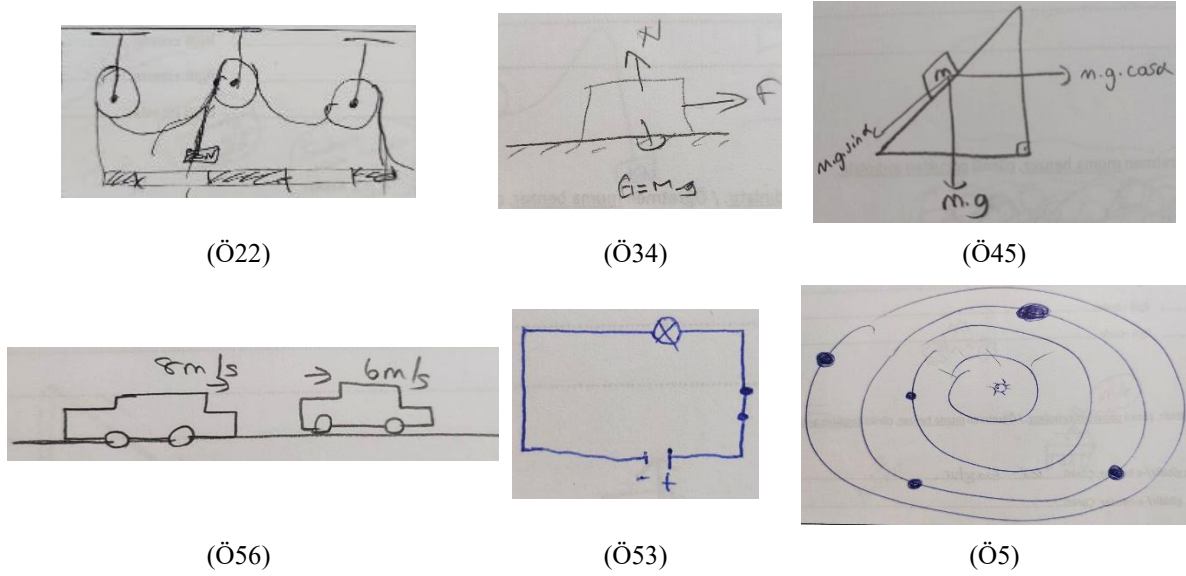 N
N
F
G=M.g
m
m.g.cosα
m.g.sinα
m.g
(Ö22)
(Ö34)
(Ö45)
8m/s
6m/s
- +
(Ö56)
(Ö53)
(Ö5)